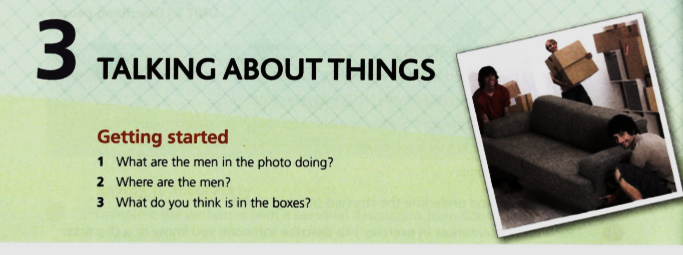 3 TALKING ABOUT THINGS
Getting started
1 What are the men in the photo doing?
2 Where are the men?
3 What do you think is in the boxes?